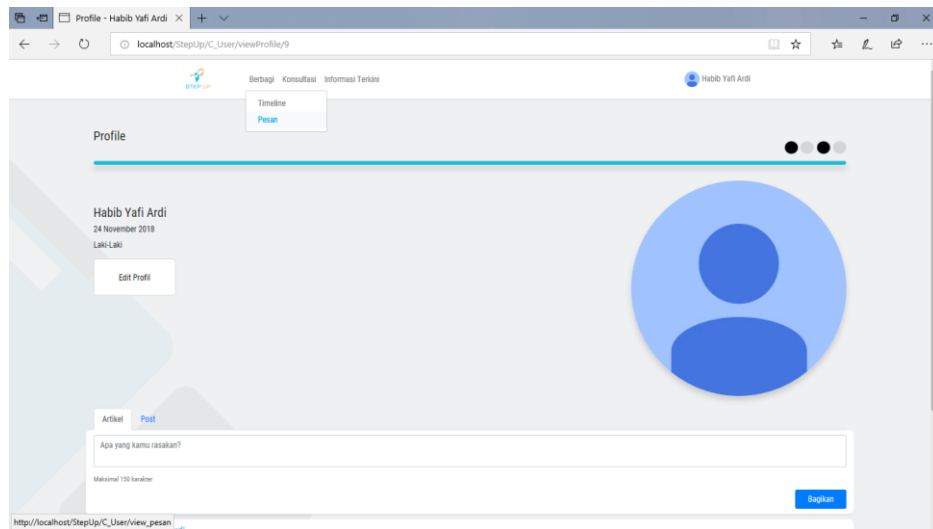 Profile - Habib Yafi Ardi
localhost/StepUp/C_User/viewProfile/9
STEP UP
Berbagi Konsultasi Informasi Terkini
Habib Yafi Ardi
Timeline
Pesan
Profile
Habib Yafi Ardi
24 November 2018
Laki-Laki
Edit Profil
Artikel Post
Apa yang kamu rasakan?
Maksimal 150 karakter
Bagikan
http://localhost/StepUp/C_User/view_pesan